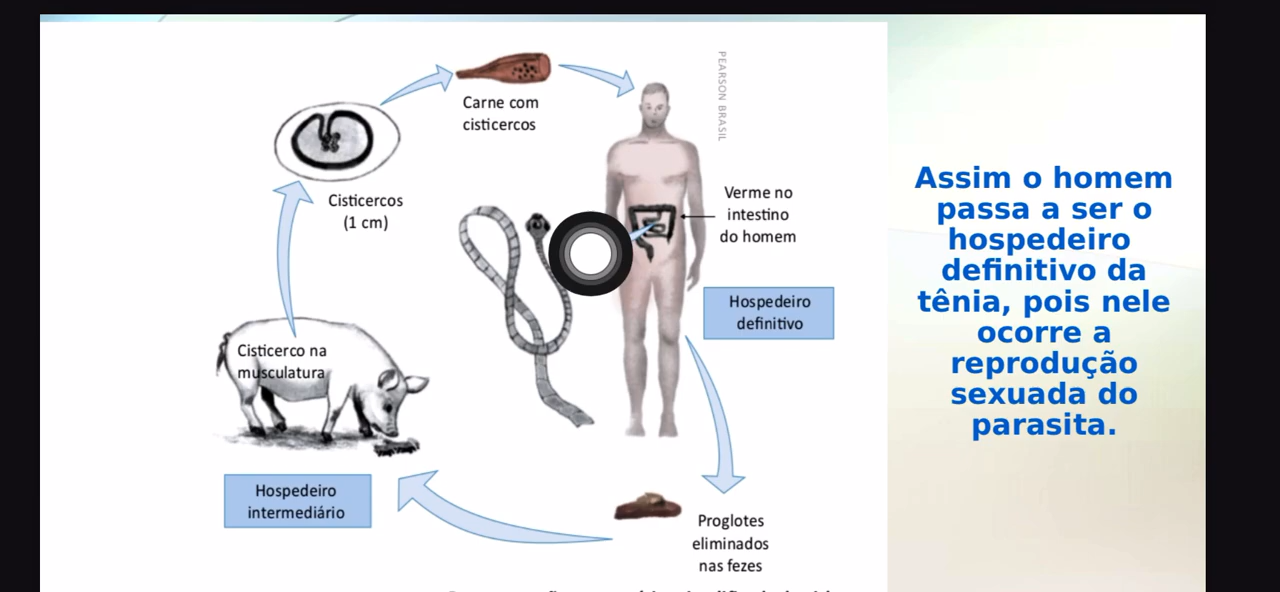 Carne com
cisticercos
PEARSON BRASIL
Cisticercos
(1 cm)
Verme no
intestino
do homem
Hospedeiro
definitivo
Cisticerco na
musculatura
Hospedeiro
intermediário
Proglotes
eliminados
nas fezes
Assim o homem
passa a ser o
hospedeiro
definitivo da
tênia, pois nele
ocorre a
reprodução
sexuada do
parasita.